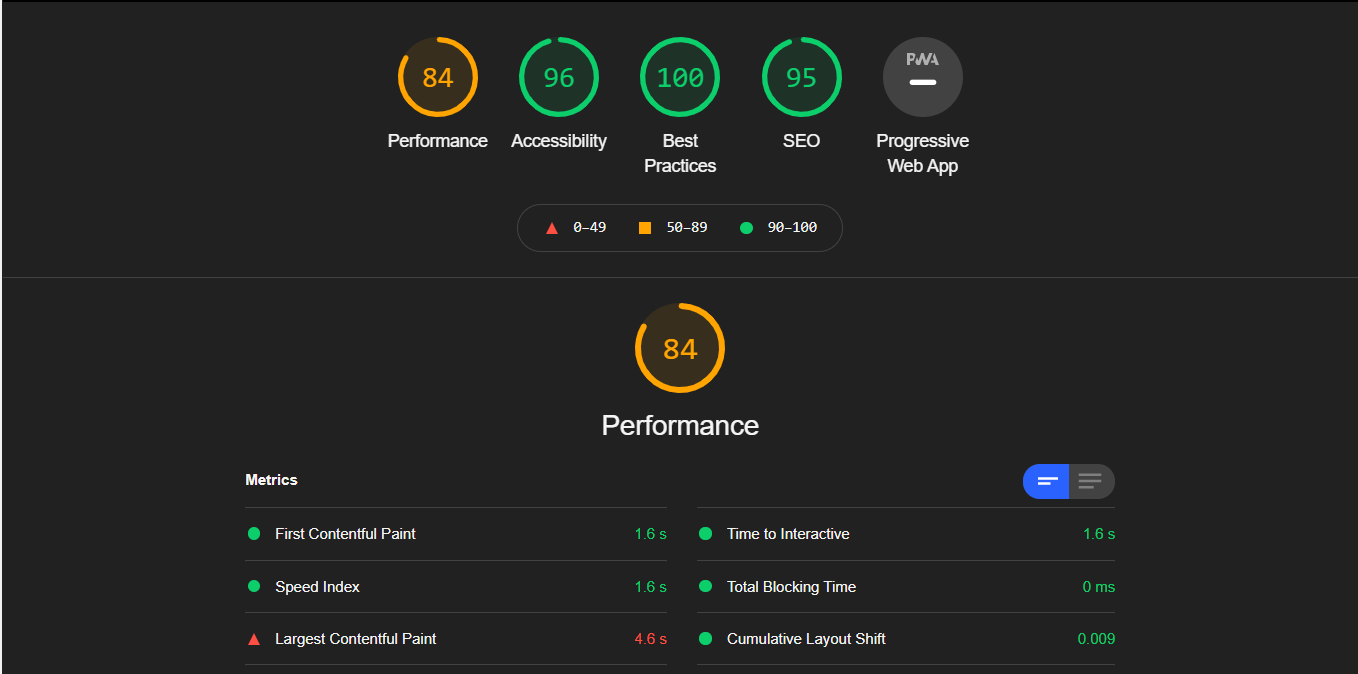 84
96
100
95
PWA
Performance
Accessibility
Best
Practices
SEO
Progressive
Web App
0–49
50–89
90–100
84
Performance
Metrics
First Contentful Paint 1.6 s
Time to Interactive 1.6 s
Speed Index 1.6 s
Total Blocking Time 0 ms
Largest Contentful Paint 4.6 s
Cumulative Layout Shift 0.009